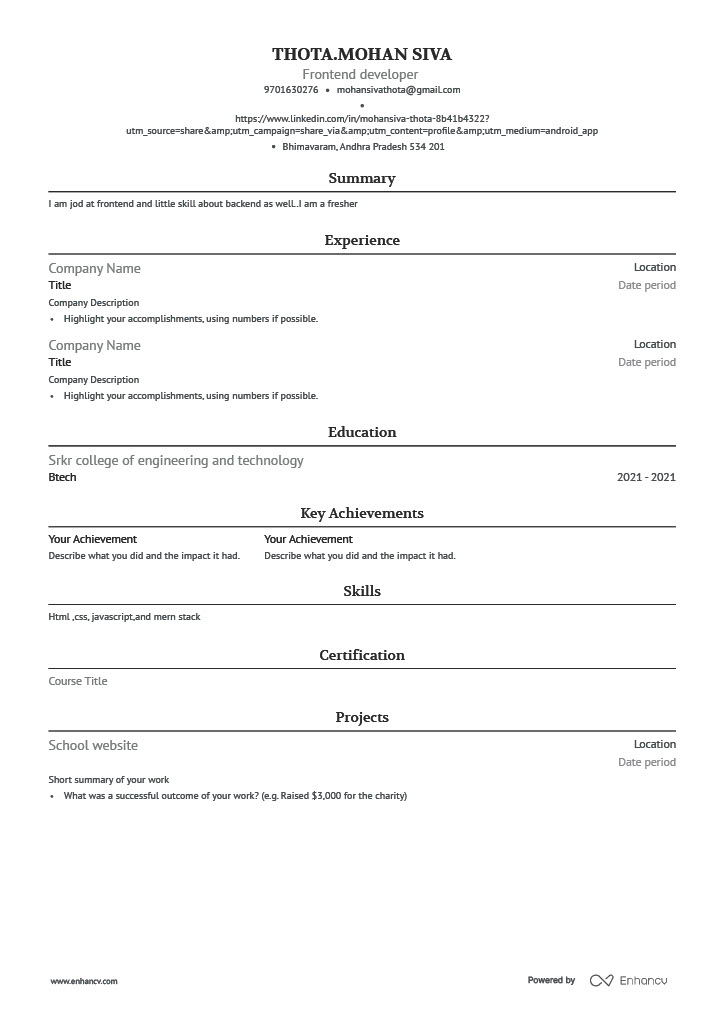 THOTA.MOHAN SIVA
Frontend developer
9701630276 • mohansivathota@gmail.com
•
https://www.linkedin.com/in/mohansiva-thota-8b41b4322?
utm_source=share&amp;utm_campaign=share_via&amp;utm_content=profile&amp;utm_medium=android_app
• Bhimavaram, Andhra Pradesh 534 201
Summary
I am jod at frontend and little skill about backend as well..I am a fresher
Experience
Company Name Location
Title Date period
Company Description
• Highlight your accomplishments, using numbers if possible.
Company Name Location
Title Date period
Company Description
• Highlight your accomplishments, using numbers if possible.
Education
Srkr college of engineering and technology
Btech 2021 - 2021
Key Achievements
Your Achievement Your Achievement
Describe what you did and the impact it had. Describe what you did and the impact it had.
Skills
Html ,css, javascript,and mern stack
Certification
Course Title
Projects
School website Location
Date period
Short summary of your work
• What was a successful outcome of your work? (e.g. Raised $3,000 for the charity)
www.enhancv.com Powered by Enhancv